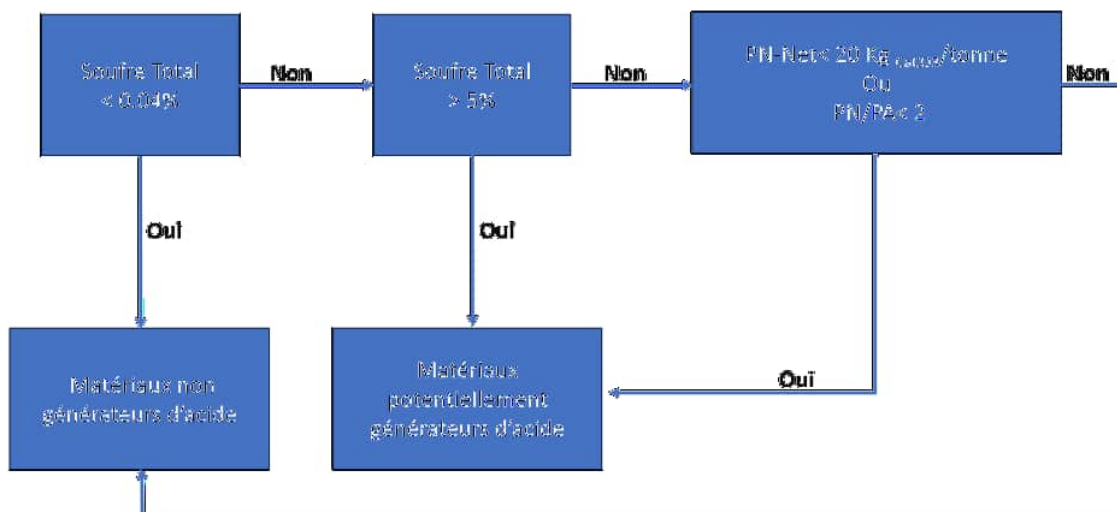 Soufre Total
< 0.04%
Non
Soufre Total
> 5%
Non
PN-Net< 20 Kg CaCO3/tonne
Ou
PN/PA< 2
Non
Oui
Oui
Oui
Matériaux non
générateurs d'acide
Matériaux
potentiellement
générateurs d'acide